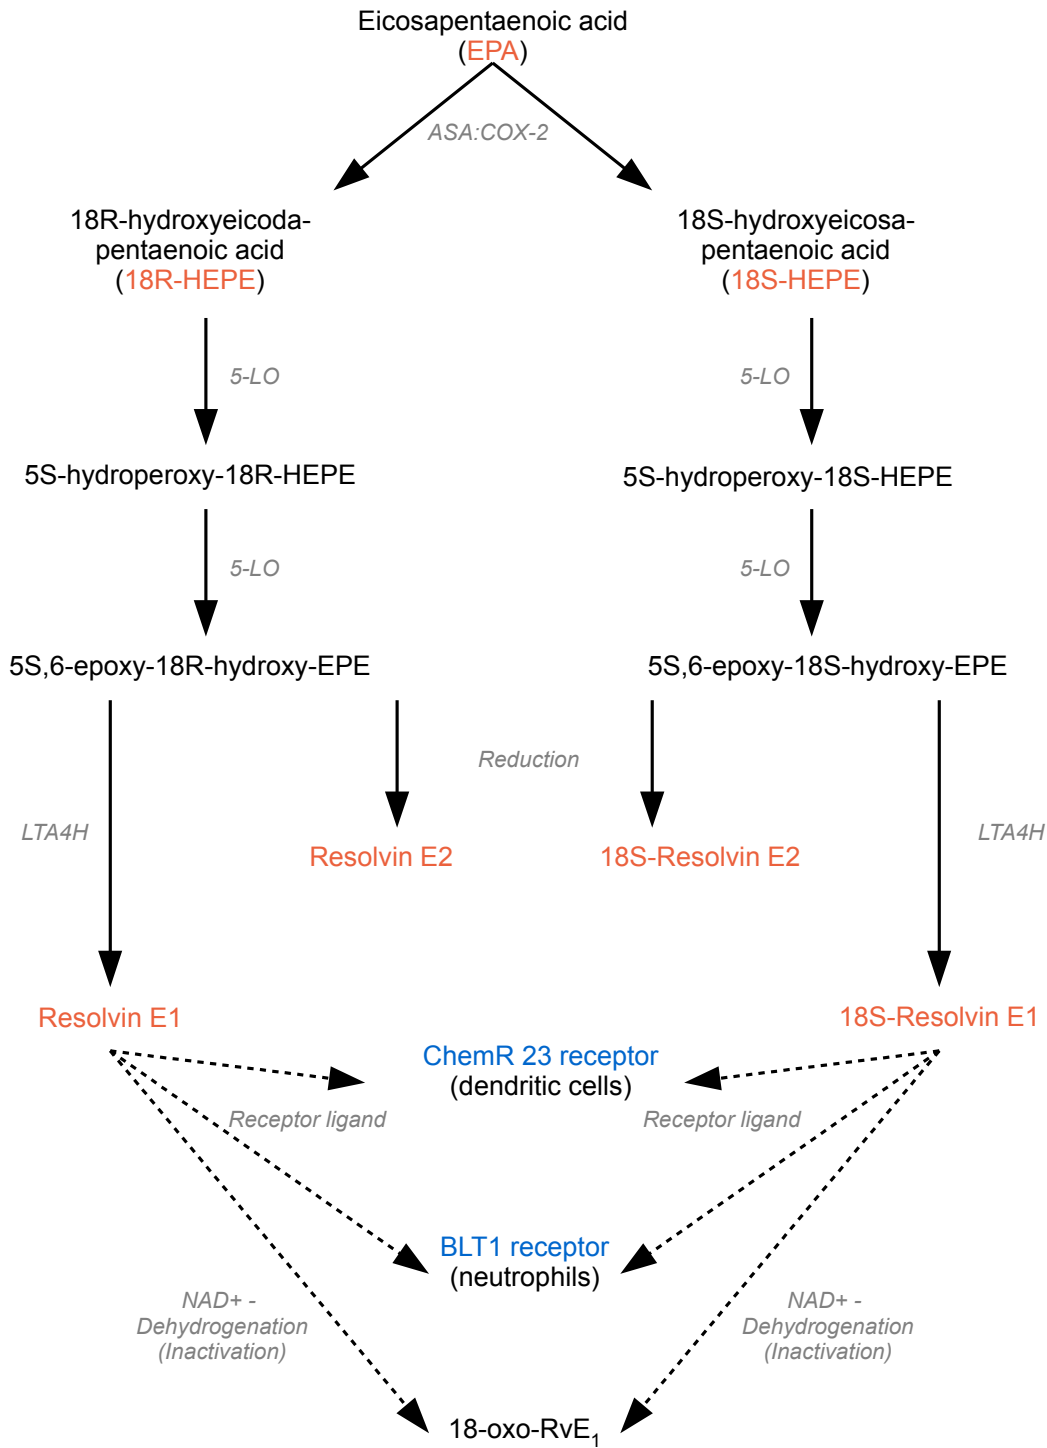 Eicosapentaenoic acid
(EPA)
ASA:COX-2
18R-hydroxyeicoda-
pentaenoic acid
(18R-HEPE)
18S-hydroxyeicosa-
pentaenoic acid
(18S-HEPE)
5-LO
5-LO
5S-hydroperoxy-18R-HEPE
5S-hydroperoxy-18S-HEPE
5-LO
5-LO
5S,6-epoxy-18R-hydroxy-EPE
5S,6-epoxy-18S-hydroxy-EPE
Reduction
LTA4H
LTA4H
Resolvin E2
18S-Resolvin E2
Resolvin E1
18S-Resolvin E1
ChemR 23 receptor
(dendritic cells)
Receptor ligand
Receptor ligand
BLT1 receptor
(neutrophils)
NAD+ -
Dehydrogenation
(Inactivation)
NAD+ -
Dehydrogenation
(Inactivation)
18-oxo-RvE₁